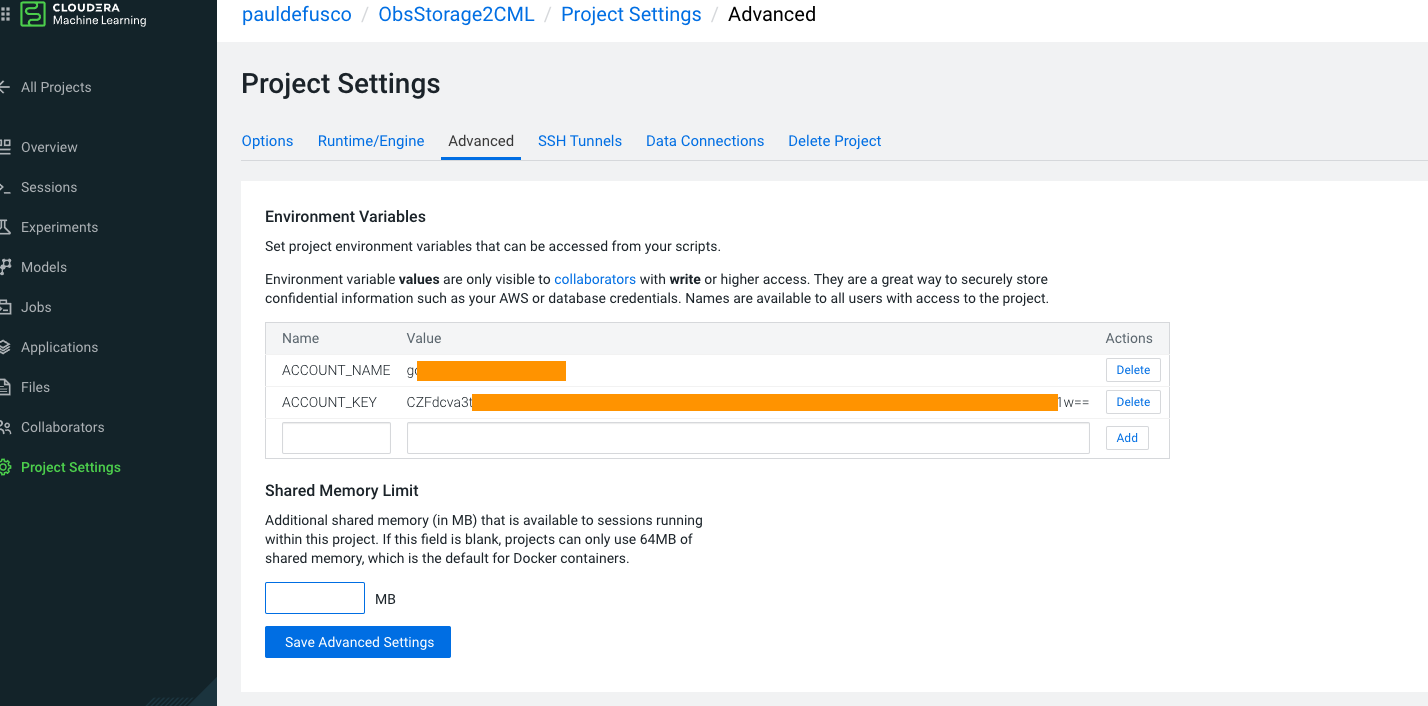 CLOUDERA
Machine Learning
pauldefusco / ObsStorage2CML / Project Settings / Advanced
All Projects
Overview
Sessions
Experiments
Models
Jobs
Applications
Files
Collaborators
Project Settings
Project Settings
Options Runtime/Engine Advanced SSH Tunnels Data Connections Delete Project
Environment Variables
Set project environment variables that can be accessed from your scripts.
Environment variable values are only visible to collaborators with write or higher access. They are a great way to securely store
confidential information such as your AWS or database credentials. Names are available to all users with access to the project.
Name Value Actions
ACCOUNT_NAME Delete
ACCOUNT_KEY CZFdcva3t 1w== Delete
Add
Shared Memory Limit
Additional shared memory (in MB) that is available to sessions running
within this project. If this field is blank, projects can only use 64MB of
shared memory, which is the default for Docker containers.
MB
Save Advanced Settings